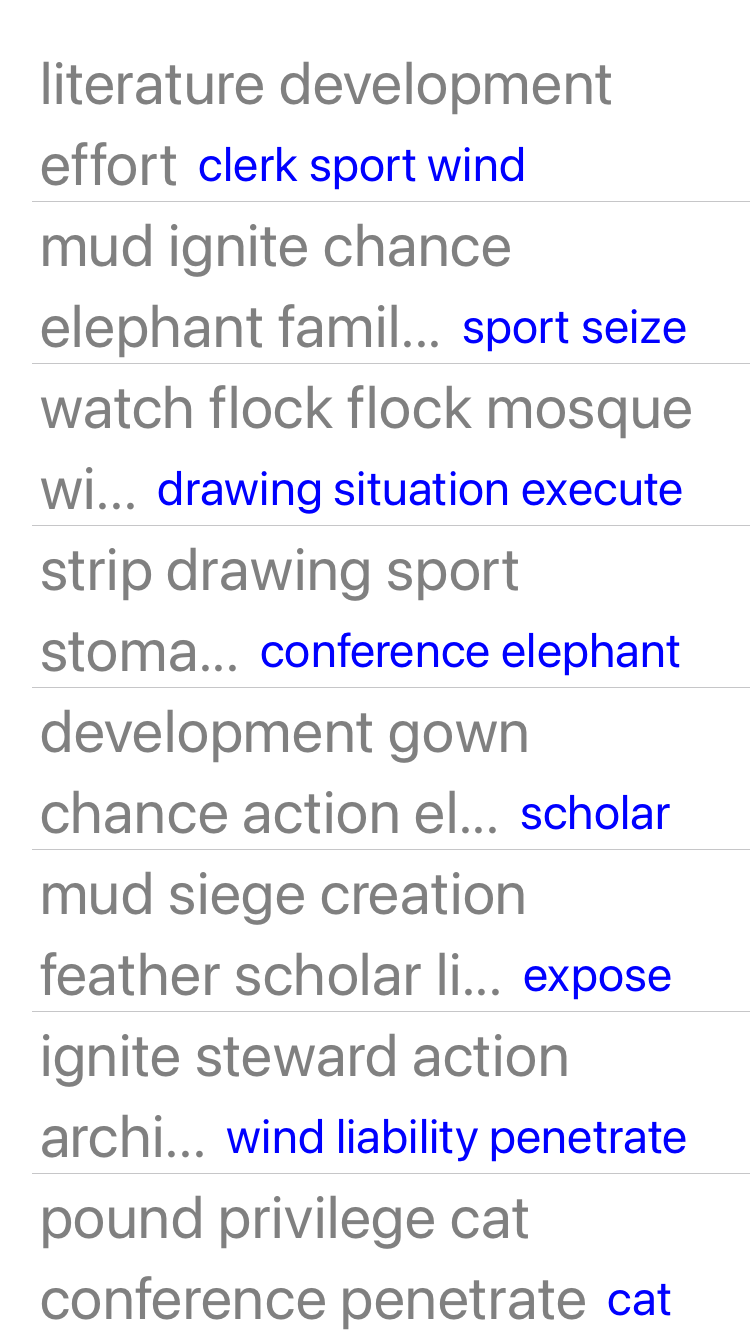 literature development
effort clerk sport wind
mud ignite chance
elephant famil... sport seize
watch flock flock mosque
wi... drawing situation execute
strip drawing sport
stoma... conference elephant
development gown
chance action el... scholar
mud siege creation
feather scholar li... expose
ignite steward action
archi... wind liability penetrate
pound privilege cat
conference penetrate cat